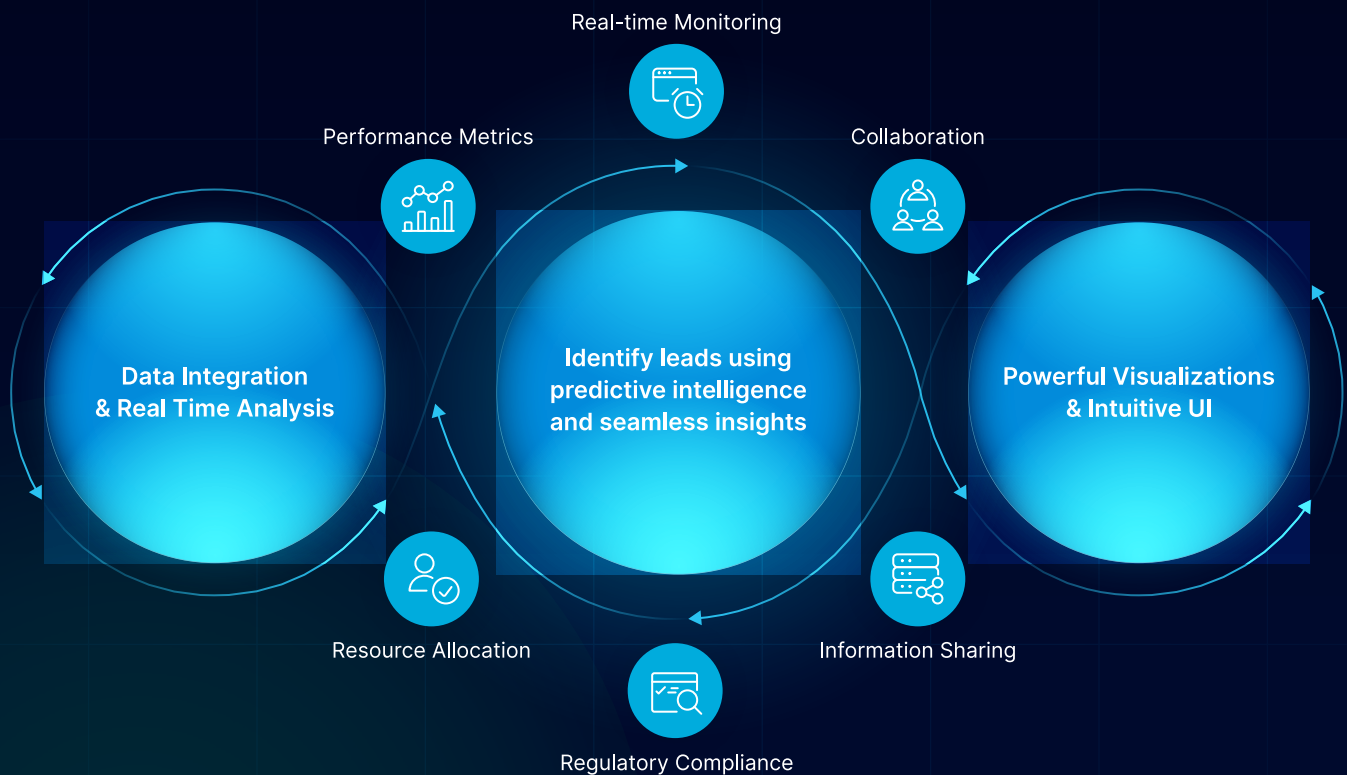 Real-time Monitoring
Performance Metrics
Collaboration
Data Integration
& Real Time Analysis
Identify leads using
predictive intelligence
and seamless insights
Powerful Visualizations
& Intuitive UI
Resource Allocation
Information Sharing
Regulatory Compliance